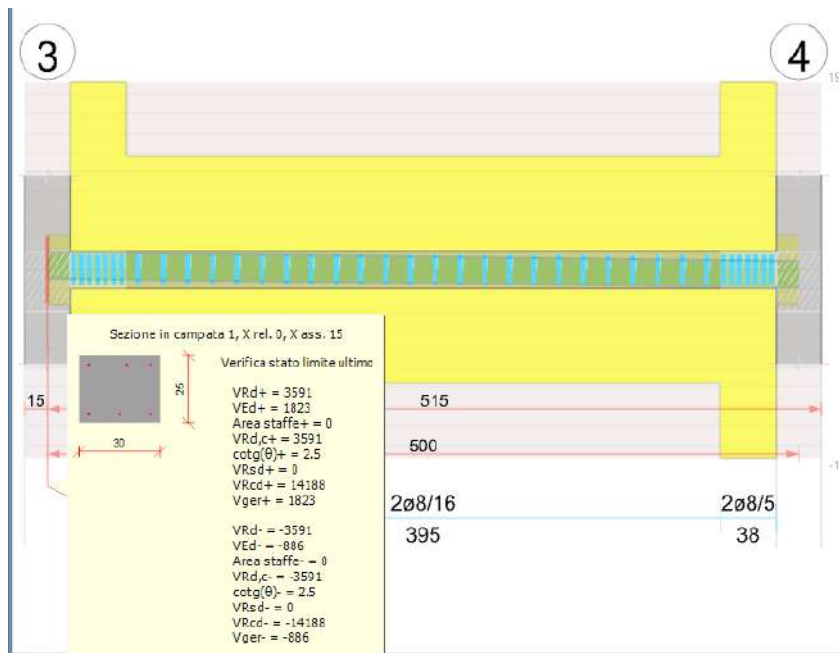 3
4
19
Sezione in campata 1, X rel. 0, X ass. 15
Verifica stato limite ultimo
26
30
VRd+ = 3591
VEd+ = 1823
Area staffe+ = 0
VRd,c+ = 3591
cotg(θ)+ = 2.5
VRsd+ = 0
VRcd+ = 14188
Vger+ = 1823
VRd- = -3591
VEd- = -886
Area staffe- = 0
VRd,c- = -3591
cotg(θ)- = 2.5
VRsd- = 0
VRcd- = -14188
Vger- = -886
15
515
500
-1
2ø8/16
2ø8/5
395
38